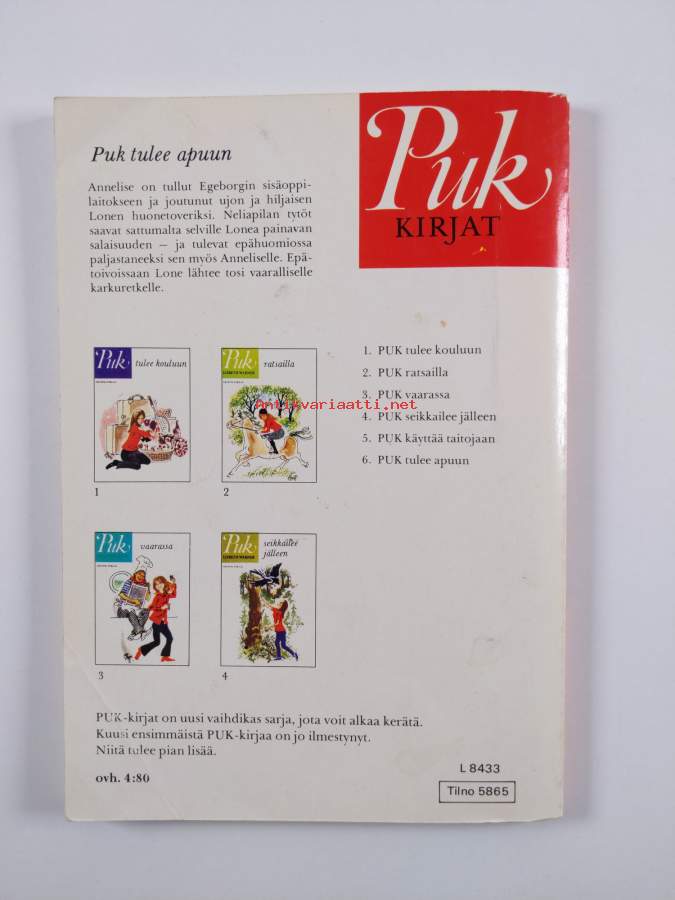 Puk
KIRJAT
Puk tulee apuun
Annelise on tullut Egeborgin sisäoppi-
laitokseen ja joutunut ujon ja hiljaisen
Lonen huonetoveriksi. Neliapilan tytöt
saavat sattumalta selville Lonea painavan
salaisuuden – ja tulevat epähuomiossa
paljastaneeksi sen myös Anneliselle. Epä-
toivoissaan Lone lähtee tosi vaaralliselle
karkuretkelle.
Puk tulee kouluun
1
Puk ratsailla
LISBETH WERNER
2
Puk vaarassa
3
Puk seikkailee
jälleen
LISBETH WERNER
4
1. PUK tulee kouluun
2. PUK ratsailla
3. PUK vaarassa
4. PUK seikkailee jälleen
5. PUK käyttää taitojaan
6. PUK tulee apuun
Antikvariaatti.net
PUK-kirjat on uusi vaihdikas sarja, jota voit alkaa kerätä.
Kuusi ensimmäistä PUK-kirjaa on jo ilmestynyt.
Niitä tulee pian lisää.
ovh. 4:80
L 8433
Tilno 5865